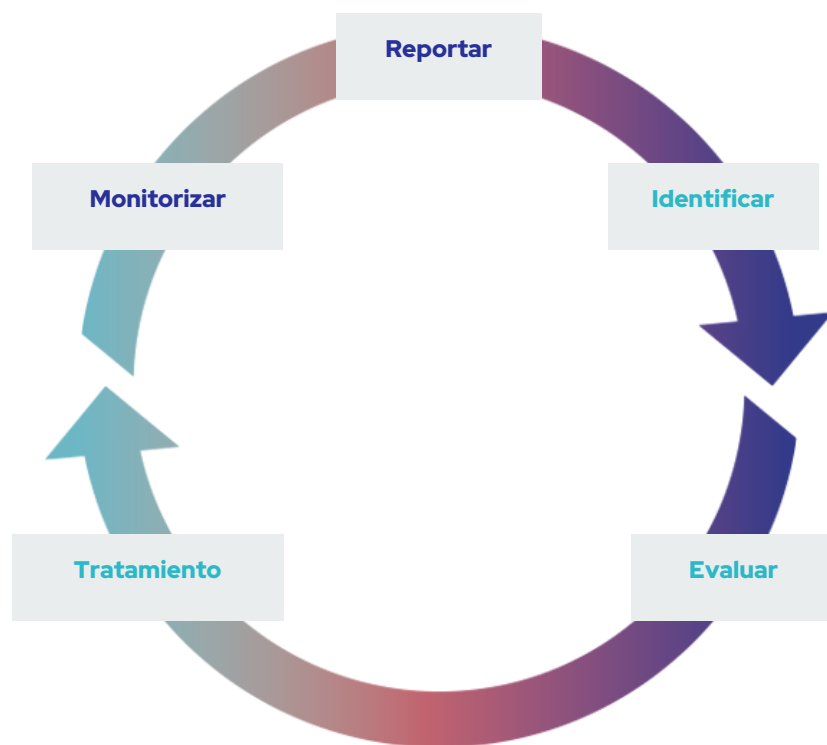 Reportar
Monitorizar
Identificar
Tratamiento
Evaluar